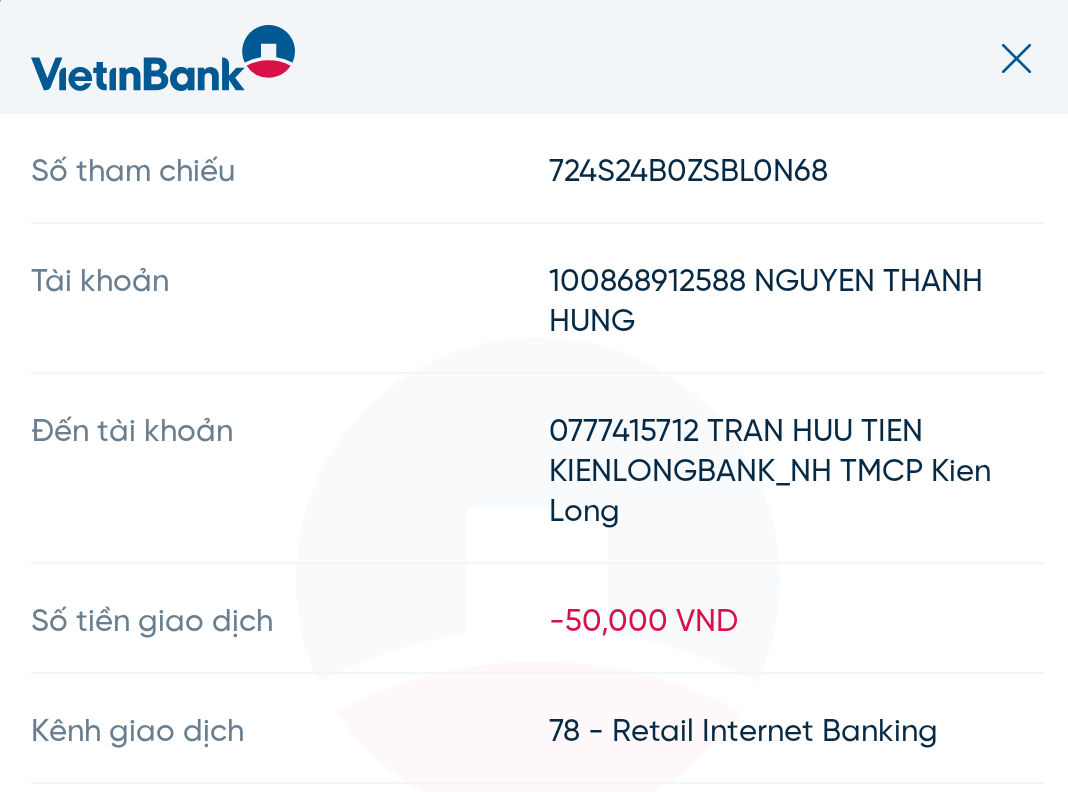 VietinBank
Số tham chiếu
724S24B0ZSBL0N68
Tài khoản
100868912588 NGUYEN THANH
HUNG
Đến tài khoản
0777415712 TRAN HUU TIEN
KIENLONGBANK_NH TMCP Kien
Long
Số tiền giao dịch
-50,000 VND
Kênh giao dịch
78 - Retail Internet Banking